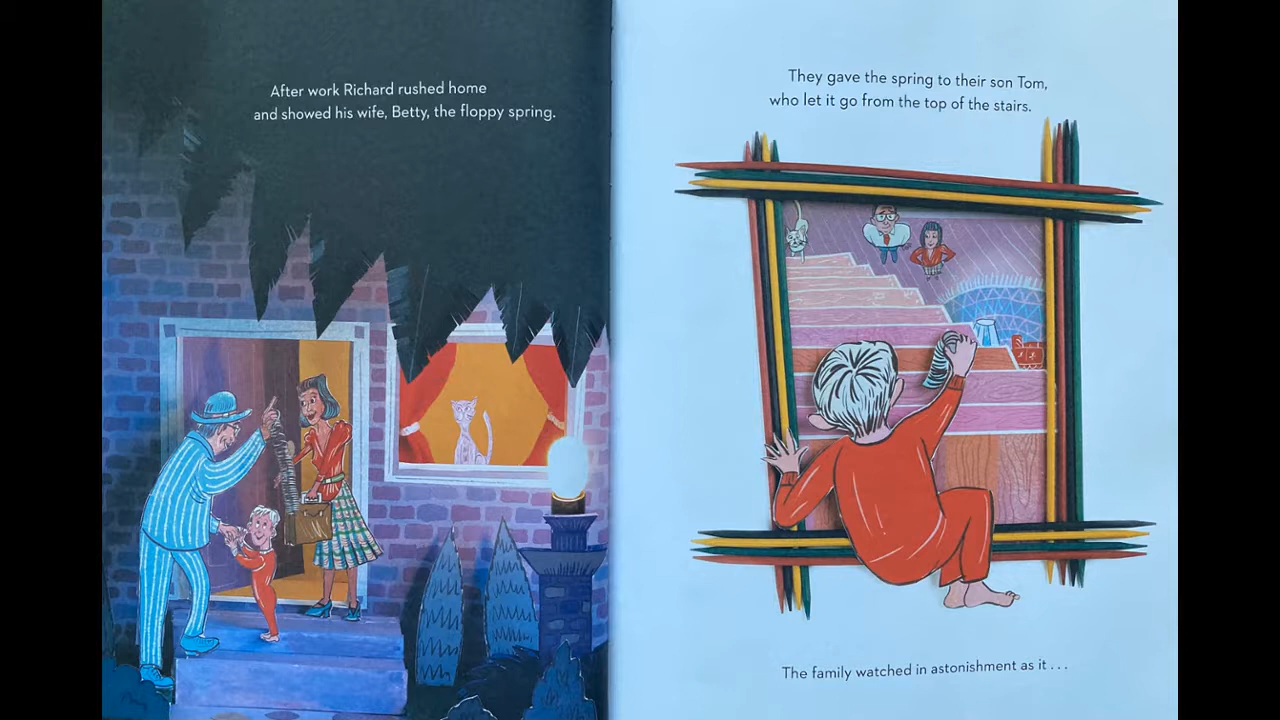 After work Richard rushed home
and showed his wife, Betty, the floppy spring.
They gave the spring to their son Tom,
who let it go from the top of the stairs.
The family watched in astonishment as it . . .